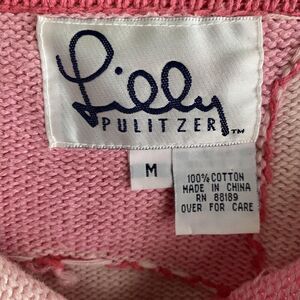 Lilly
PULITZER™
M
100% COTTON
MADE IN CHINA
RN 88189
OVER FOR CARE